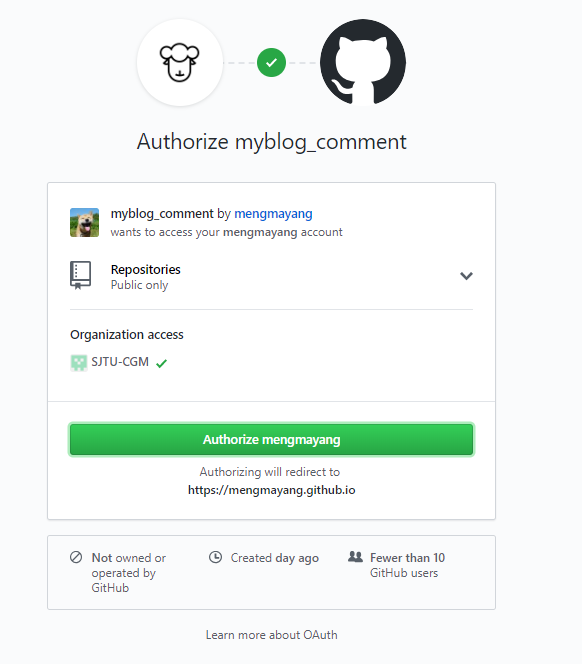 Authorize myblog_comment
myblog_comment by mengmayang
wants to access your mengmayang account
Repositories
Public only
Organization access
SJTU-CGM
Authorize mengmayang
Authorizing will redirect to
https://mengmayang.github.io
Not owned or
operated by
GitHub
Created day ago
Fewer than 10
GitHub users
Learn more about OAuth